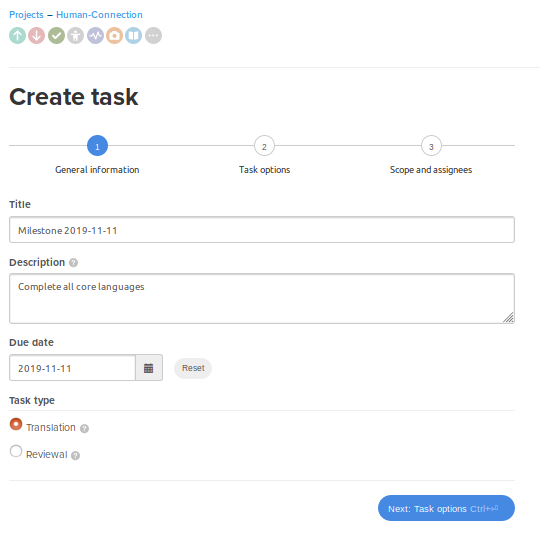 Projects – Human-Connection
Create task
1
2
3
General information
Task options
Scope and assignees
Title
Milestone 2019-11-11
Description ?
Complete all core languages
Due date
2019-11-11
Reset
Task type
Translation ?
Reviewal ?
Next: Task options Ctrl+⏎